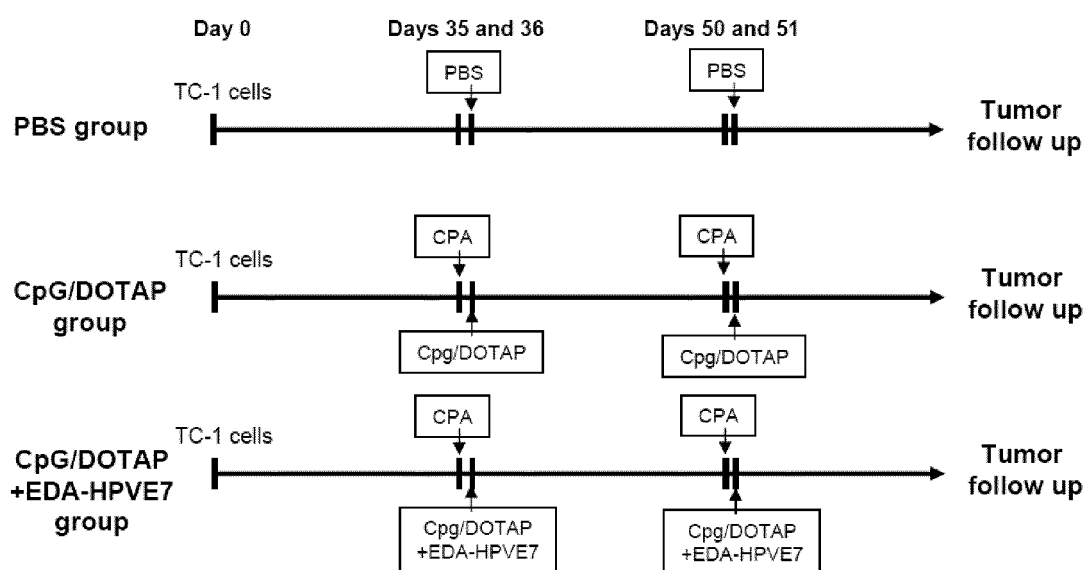 Day 0
Days 35 and 36
Days 50 and 51
PBS
PBS
TC-1 cells
PBS group
Tumor
follow up
CPA
CPA
TC-1 cells
CpG/DOTAP
group
Tumor
follow up
Cpg/DOTAP
Cpg/DOTAP
CPA
CPA
TC-1 cells
CpG/DOTAP
+EDA-HPVE7
group
Tumor
follow up
Cpg/DOTAP
+EDA-HPVE7
Cpg/DOTAP
+EDA-HPVE7